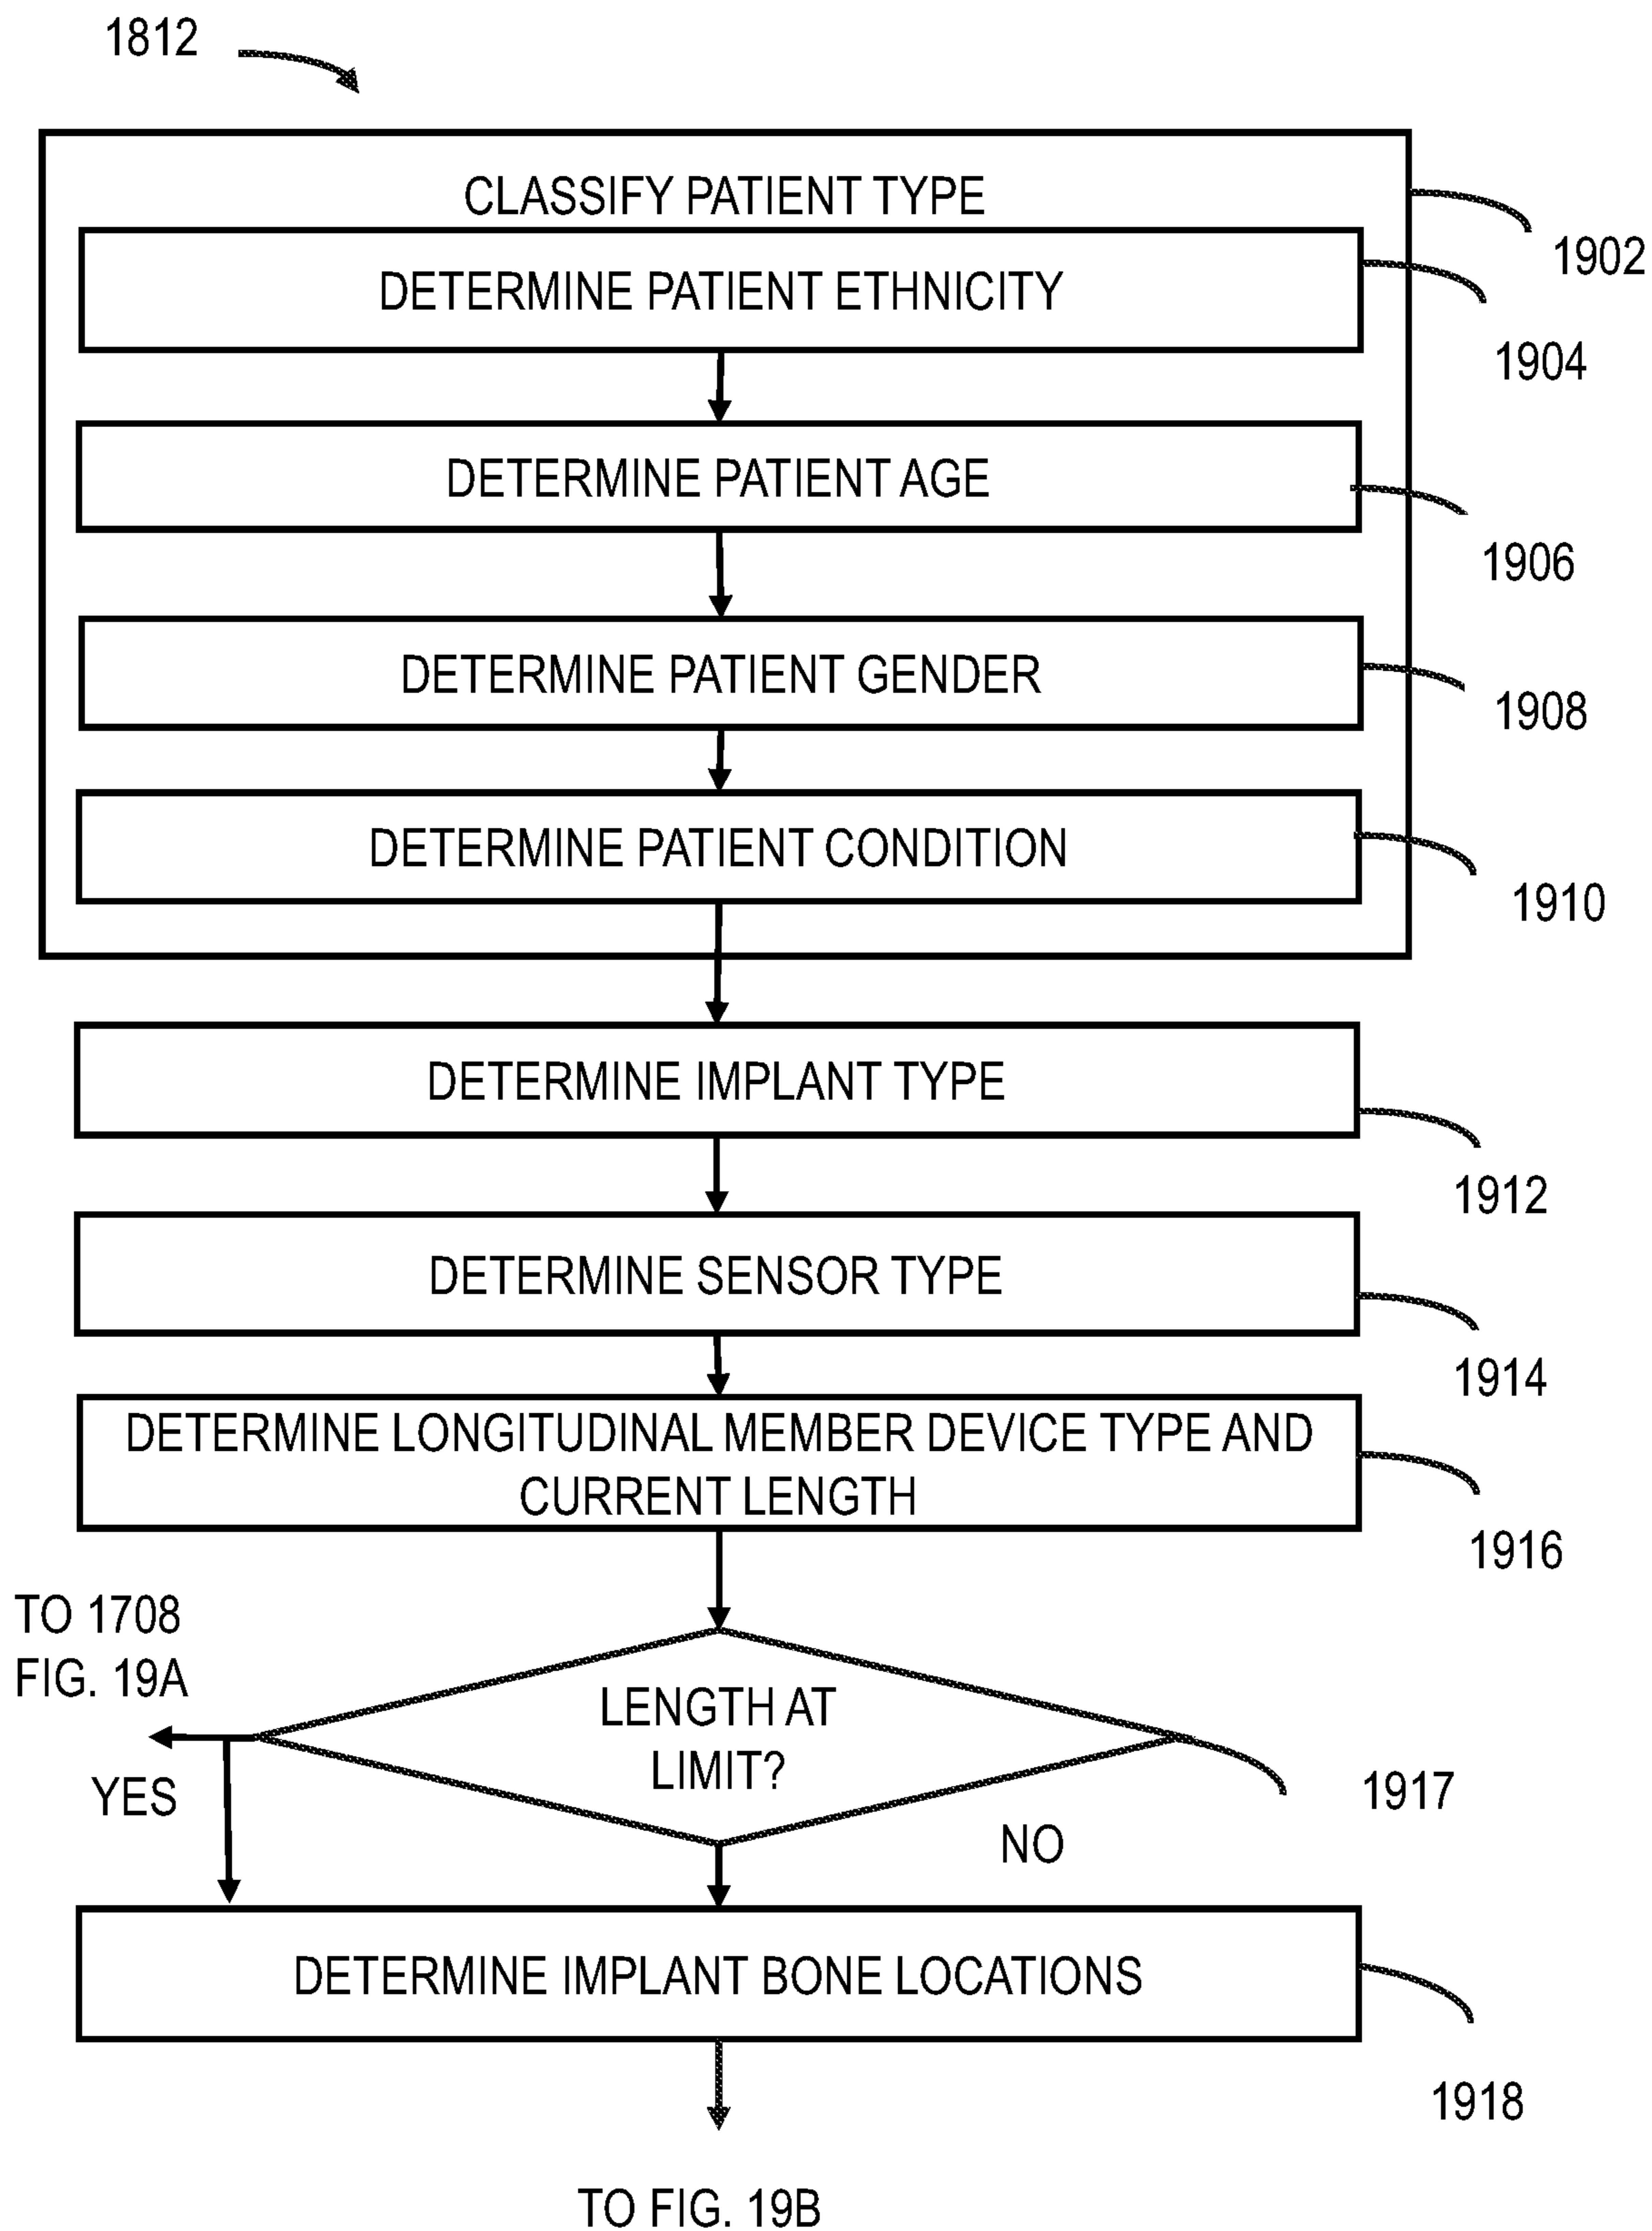 1812
CLASSIFY PATIENT TYPE
1902
DETERMINE PATIENT ETHNICITY
1904
DETERMINE PATIENT AGE
1906
DETERMINE PATIENT GENDER
1908
DETERMINE PATIENT CONDITION
1910
DETERMINE IMPLANT TYPE
1912
DETERMINE SENSOR TYPE
1914
DETERMINE LONGITUDINAL MEMBER DEVICE TYPE AND
CURRENT LENGTH
1916
TO 1708
FIG. 19A
LENGTH AT
LIMIT?
YES
1917
NO
DETERMINE IMPLANT BONE LOCATIONS
1918
TO FIG. 19B